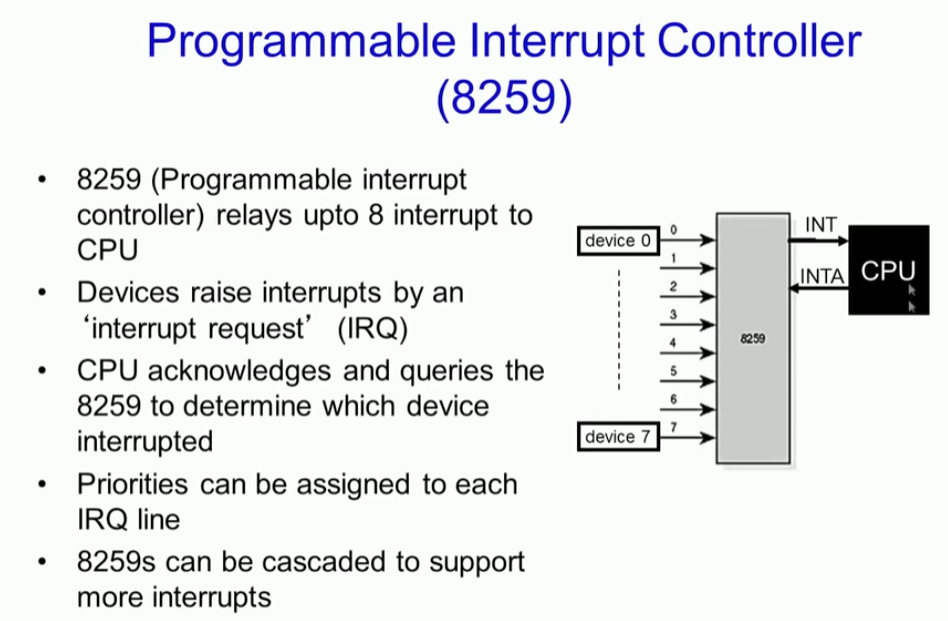 Programmable Interrupt Controller
(8259)
• 8259 (Programmable interrupt
controller) relays upto 8 interrupt to
CPU
• Devices raise interrupts by an
‘interrupt request’ (IRQ)
• CPU acknowledges and queries the
8259 to determine which device
interrupted
• Priorities can be assigned to each
IRQ line
• 8259s can be cascaded to support
more interrupts
device 0
0
1
2
3
4
5
6
7
device 7
8259
INT
INTA
CPU